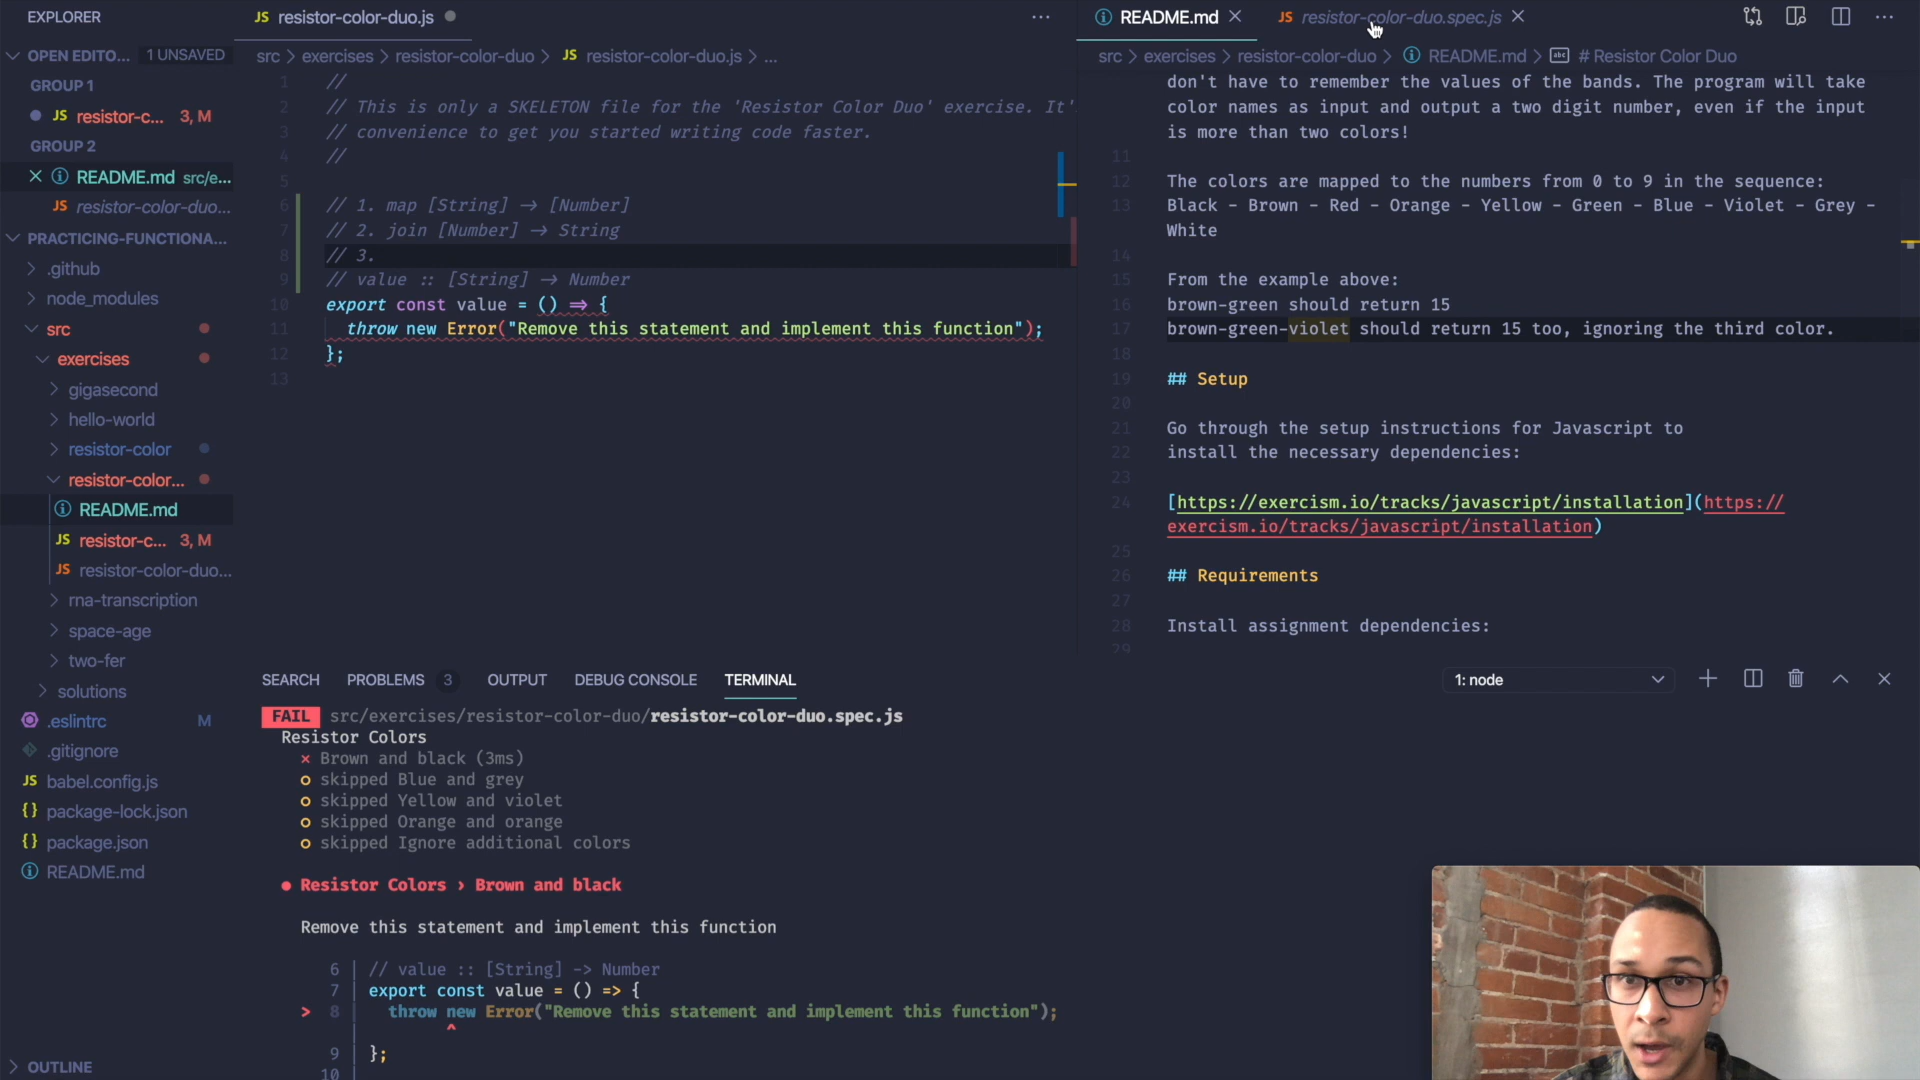 EXPLORER
OPEN EDITO... 1 UNSAVED
GROUP 1
JS resistor-c... 3, M
GROUP 2
README.md src/e...
JS resistor-color-duo...
PRACTICING-FUNCTIONA...
.github
node_modules
src
exercises
gigasecond
hello-world
resistor-color
resistor-color...
README.md
JS resistor-c... 3, M
JS resistor-color-duo...
rna-transcription
space-age
two-fer
solutions
.eslintrc M
.gitignore
JS babel.config.js
{} package-lock.json
{} package.json
README.md
OUTLINE
JS resistor-color-duo.js
src > exercises > resistor-color-duo > JS resistor-color-duo.js > ...
1 //
2 // This is only a SKELETON file for the 'Resistor Color Duo' exercise. It'
3 // convenience to get you started writing code faster.
4 //
5
6 // 1. map [String] → [Number]
7 // 2. join [Number] → String
8 // 3.
9 // value :: [String] → Number
10 export const value = () ⇒ {
11 throw new Error("Remove this statement and implement this function");
12 };
13
README.md
JS resistor-color-duo.spec.js
src > exercises > resistor-color-duo > README.md > # Resistor Color Duo
don't have to remember the values of the bands. The program will take
color names as input and output a two digit number, even if the input
is more than two colors!
11
12 The colors are mapped to the numbers from 0 to 9 in the sequence:
13 Black - Brown - Red - Orange - Yellow - Green - Blue - Violet - Grey -
White
14
15 From the example above:
16 brown-green should return 15
17 brown-green-violet should return 15 too, ignoring the third color.
18
19 ## Setup
20
21 Go through the setup instructions for Javascript to
22 install the necessary dependencies:
23
24 [https://exercism.io/tracks/javascript/installation](https://
exercism.io/tracks/javascript/installation)
25
26 ## Requirements
27
28 Install assignment dependencies:
29
SEARCH PROBLEMS 3 OUTPUT DEBUG CONSOLE TERMINAL
1: node
FAIL src/exercises/resistor-color-duo/resistor-color-duo.spec.js
Resistor Colors
× Brown and black (3ms)
○ skipped Blue and grey
○ skipped Yellow and violet
○ skipped Orange and orange
○ skipped Ignore additional colors
● Resistor Colors › Brown and black
Remove this statement and implement this function
6 | // value :: [String] -> Number
7 | export const value = () => {
> 8 | throw new Error("Remove this statement and implement this function");
| ^
9 | };
10 |